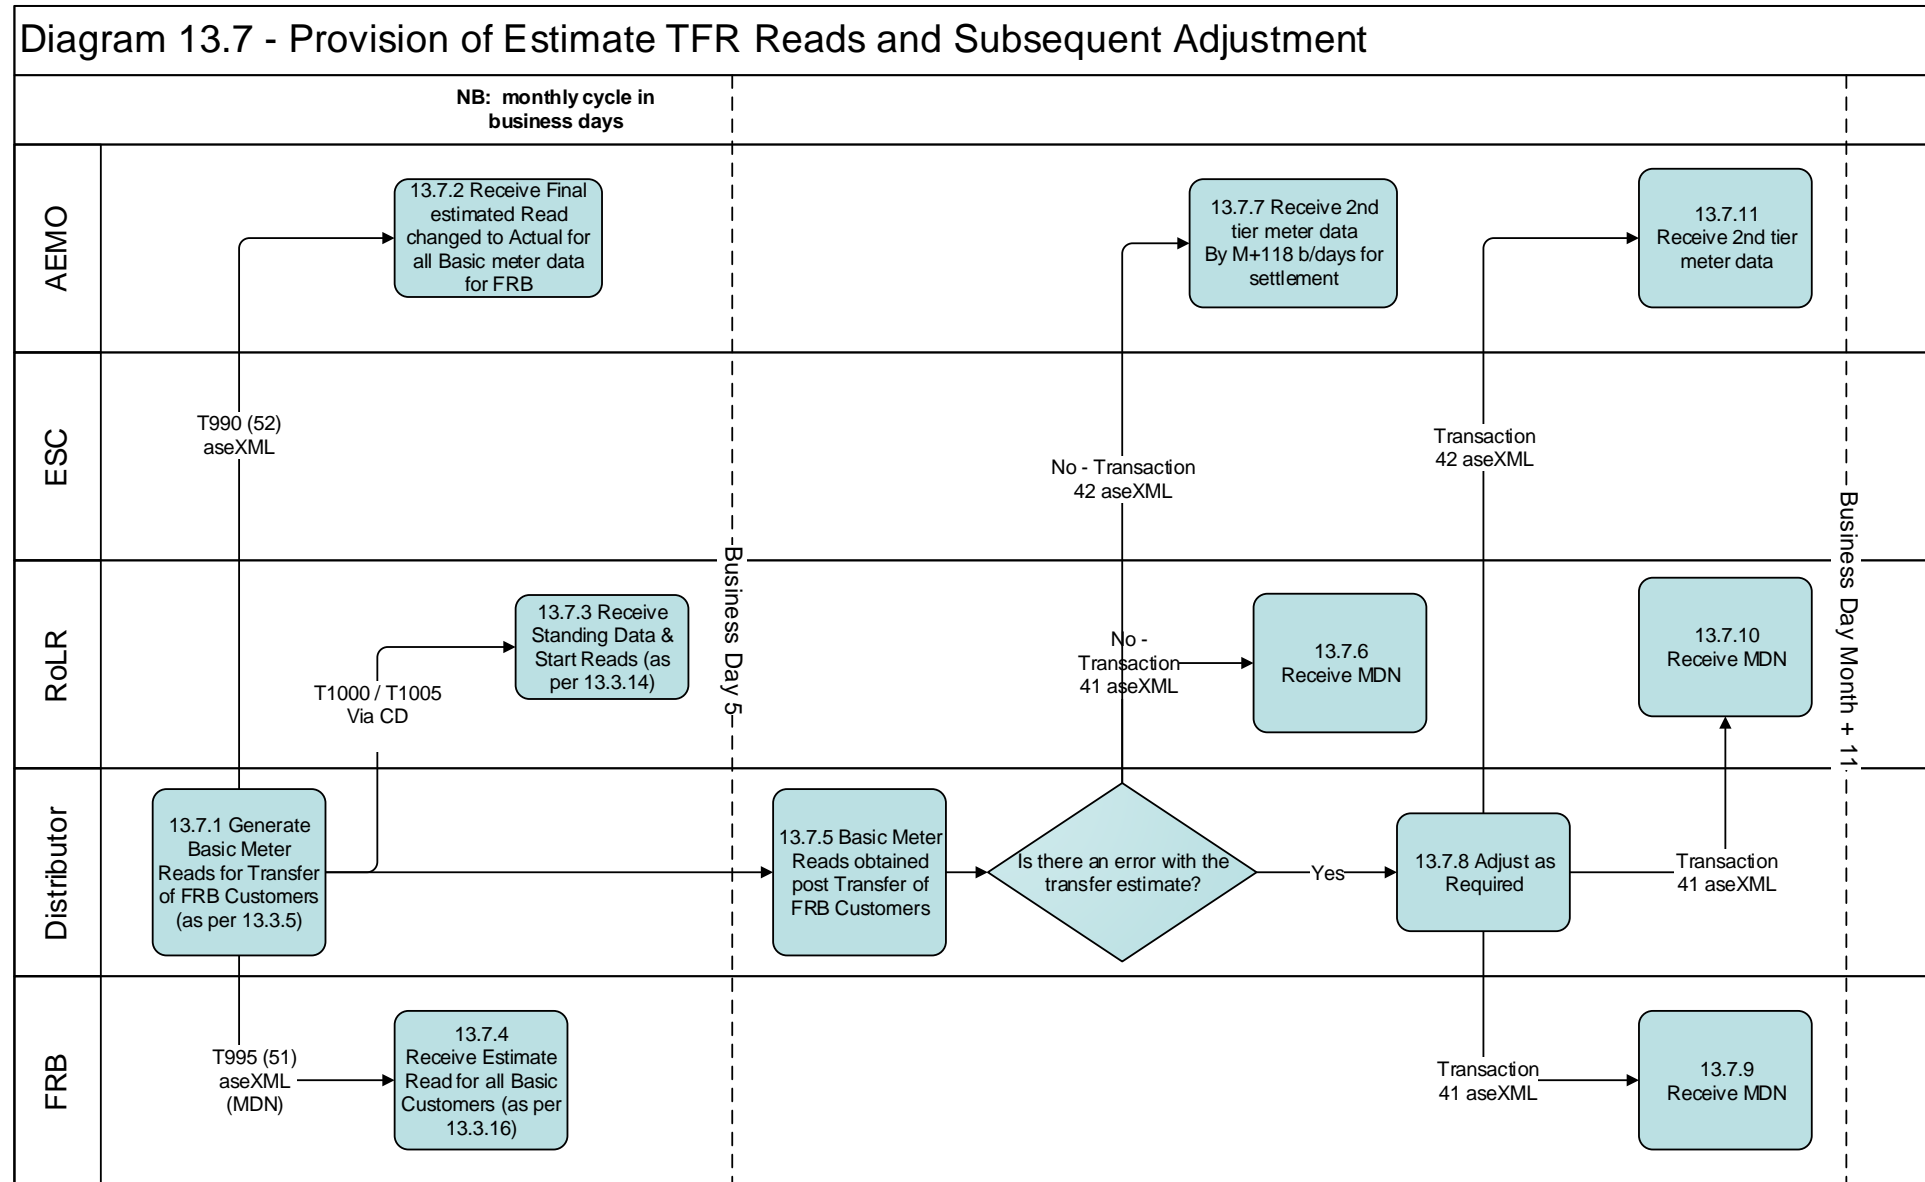 Diagram 13.7 - Provision of Estimate TFR Reads and Subsequent Adjustment
NB: monthly cycle in
business days
AEMO
13.7.2 Receive Final
estimated Read
changed to Actual for
all Basic meter data
for FRB
13.7.7 Receive 2nd
tier meter data
By M+118 b/days for
settlement
13.7.11
Receive 2nd tier
meter data
ESC
T990 (52)
aseXML
No - Transaction
42 aseXML
Transaction
42 aseXML
Business Day 5
Business Day Month + 11
RoLR
13.7.3 Receive
Standing Data &
Start Reads (as
per 13.3.14)
T1000 / T1005
Via CD
No -
Transaction
41 aseXML
13.7.6
Receive MDN
13.7.10
Receive MDN
Distributor
13.7.1 Generate
Basic Meter
Reads for Transfer
of FRB Customers
(as per 13.3.5)
13.7.5 Basic Meter
Reads obtained
post Transfer of
FRB Customers
Is there an error with the
transfer estimate?
Yes
13.7.8 Adjust as
Required
Transaction
41 aseXML
FRB
T995 (51)
aseXML
(MDN)
13.7.4
Receive Estimate
Read for all Basic
Customers (as per
13.3.16)
Transaction
41 aseXML
13.7.9
Receive MDN